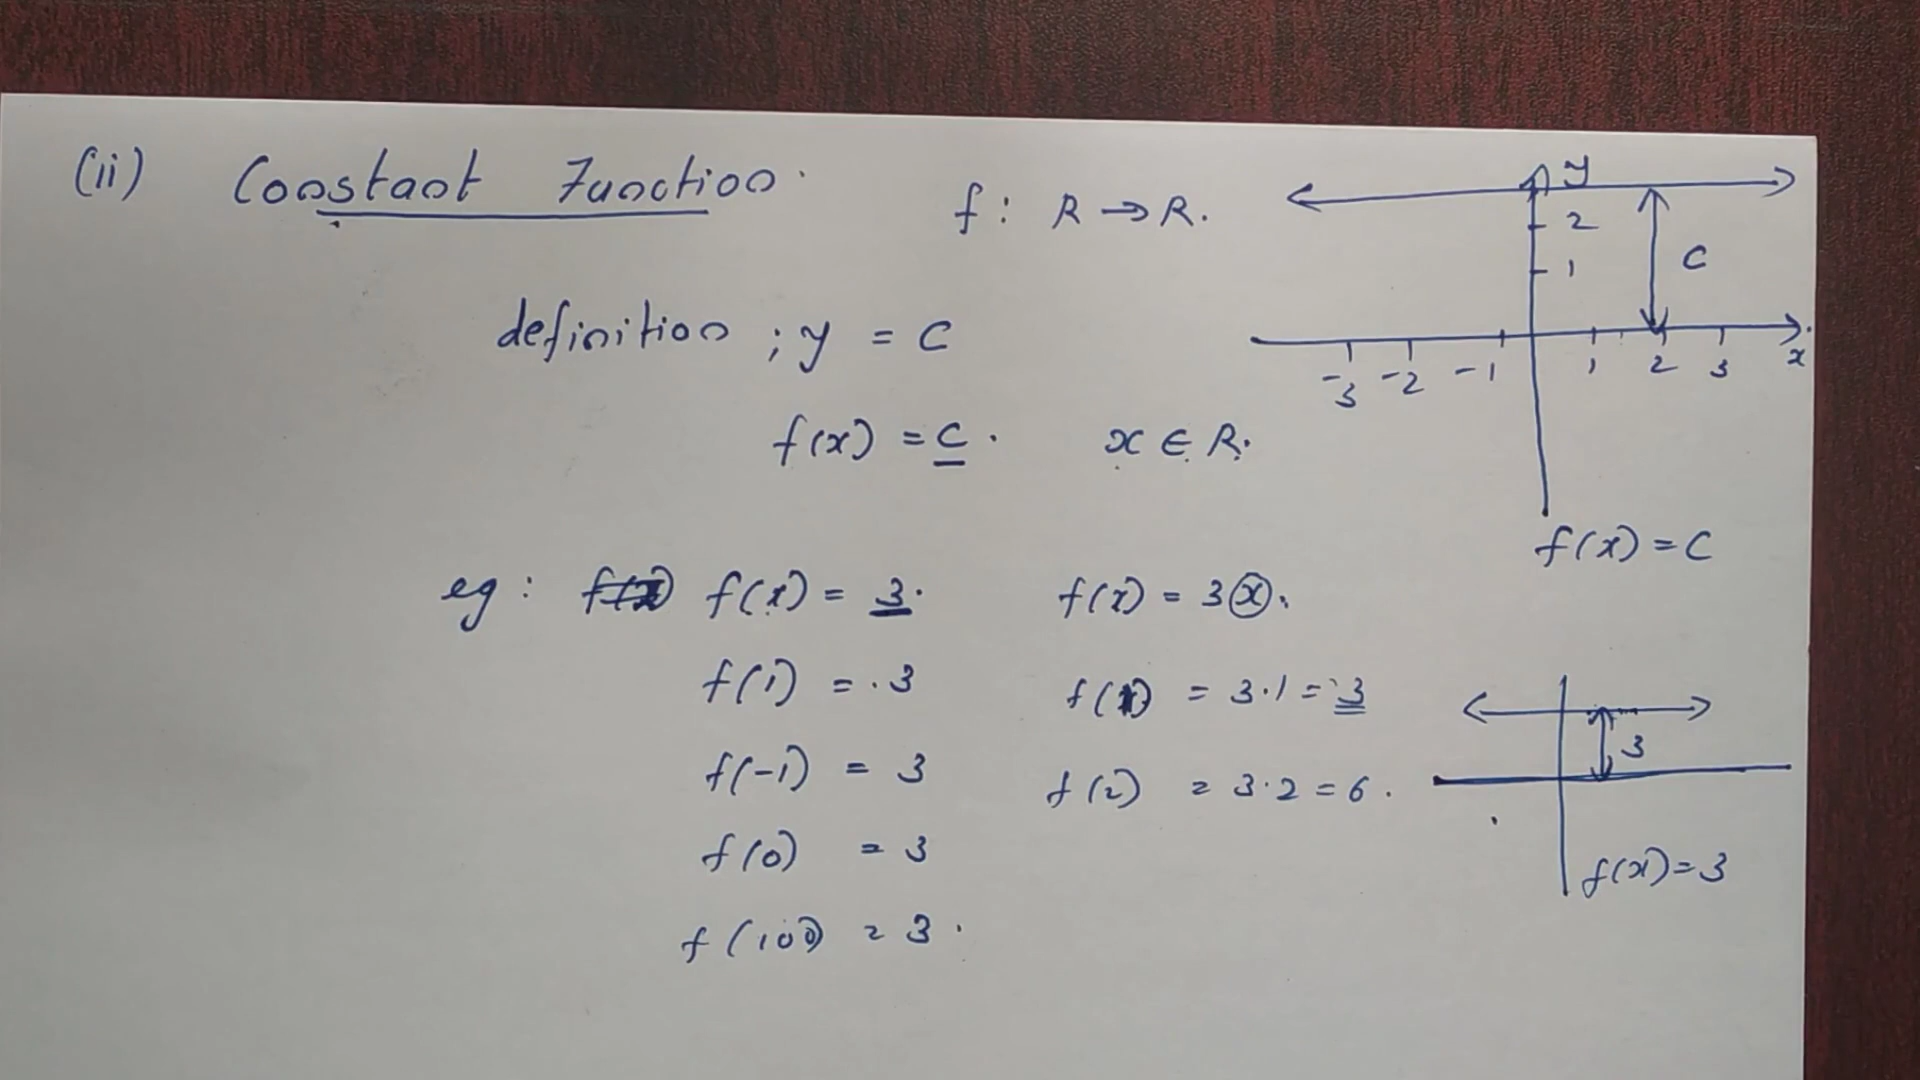 (ii) Constant Function.
f : R → R.
definition ; y = c
f(x) = c .    x ∈ R.
eg : f(x) f(x) = 3.    f(x) = 3x.
f(1) = . 3    f(1) = 3·1 = 3
f(-1) = 3    f(2) = 3·2 = 6 .
f(0) = 3
f(100) = 3 .
y
2
1
C
-3 -2 -1 1 2 3 x
f(x) = C
3
f(x) = 3